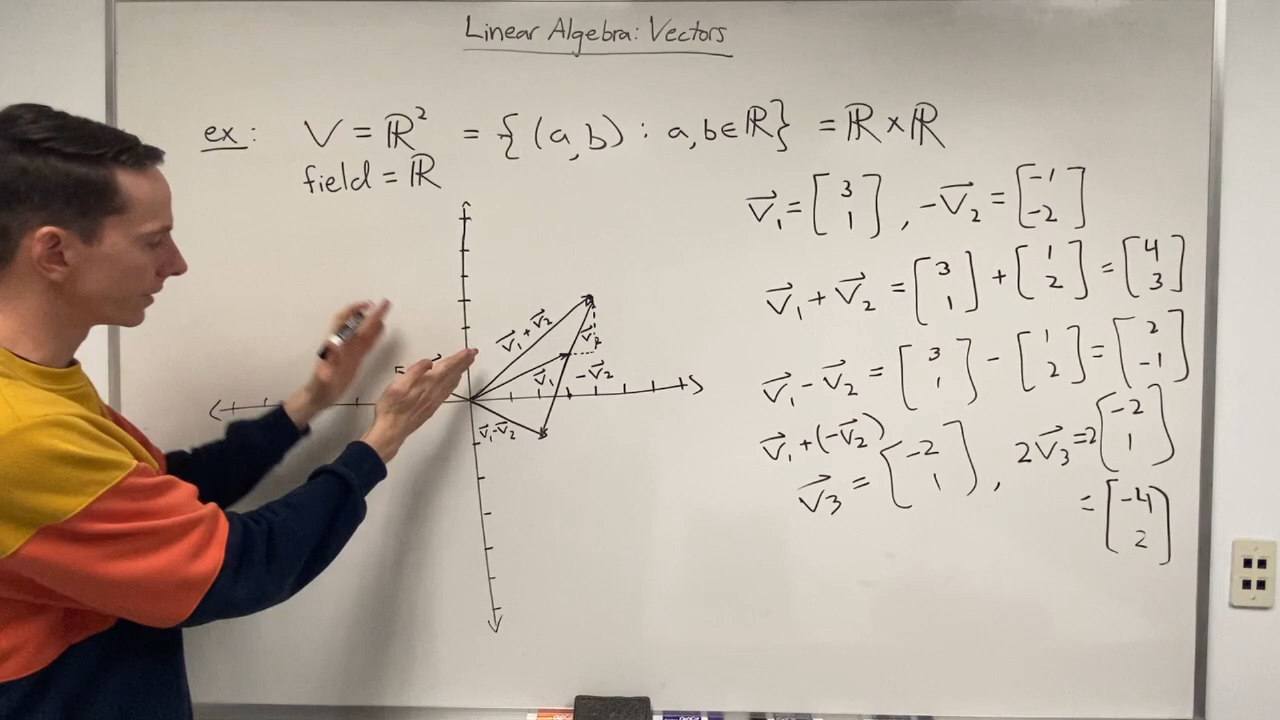 Linear Algebra: Vectors
ex: V = ℝ² = {(a,b) : a,b∈ℝ} = ℝ×ℝ
field = ℝ
v⃗₁ = [3 1], -v⃗₂ = [-1 -2]
v⃗₁ + v⃗₂ = [3 1] + [1 2] = [4 3]
v⃗₁ - v⃗₂ = [3 1] - [1 2] = [2 -1]
v⃗₁ + (-v⃗₂)
v⃗₃ = [-2 1], 2v⃗₃ = 2[-2 1]
= [-4 2]
v⃗₁ + v⃗₂
v⃗₂
v⃗₁
-v⃗₂
v⃗₁-v⃗₂